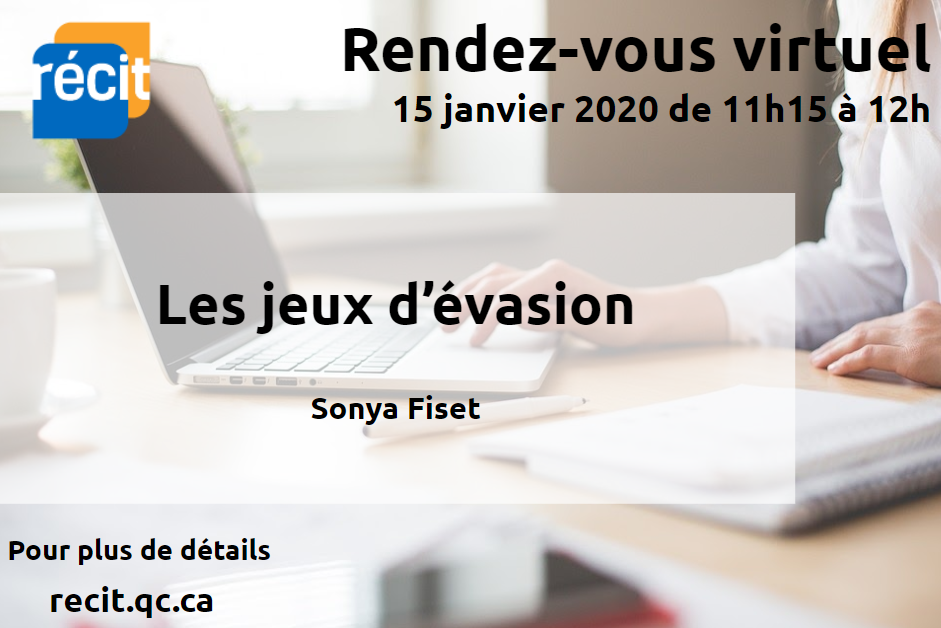 récit
Rendez-vous virtuel
15 janvier 2020 de 11h15 à 12h
Les jeux d’évasion
Sonya Fiset
Pour plus de détails
recit.qc.ca